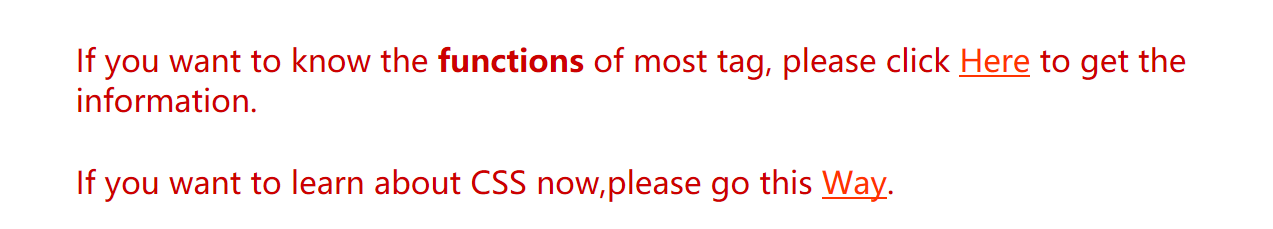 If you want to know the functions of most tag, please click Here to get the
information.
If you want to learn about CSS now,please go this Way.